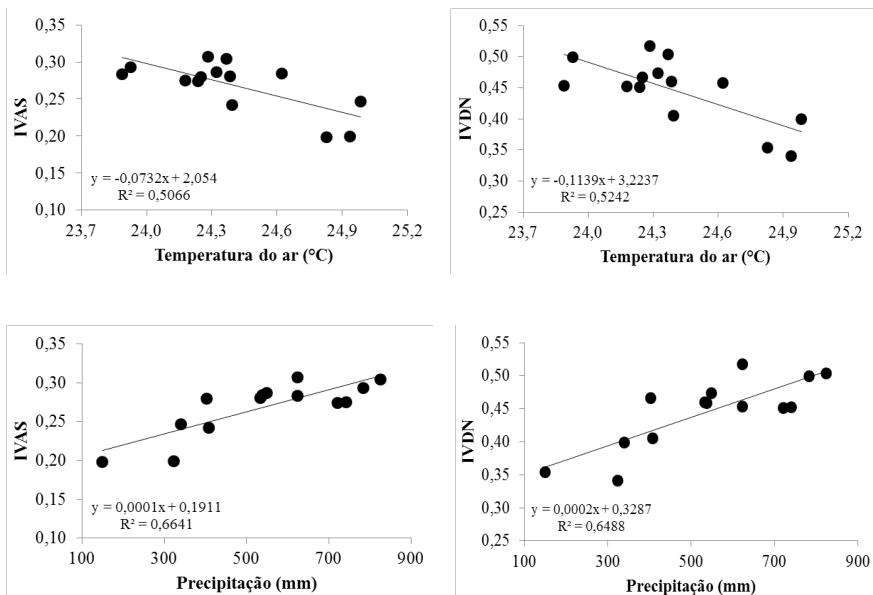 0,35
0,30
0,25
0,20
0,15
0,10
IVAS
y = -0,0732x + 2,054
R² = 0,5066
23,7 24,0 24,3 24,6 24,9 25,2
Temperatura do ar (°C)
0,55
0,50
0,45
0,40
0,35
0,30
0,25
IVDN
y = -0,1139x + 3,2237
R² = 0,5242
23,7 24,0 24,3 24,6 24,9 25,2
Temperatura do ar (°C)
0,35
0,30
0,25
0,20
0,15
0,10
IVAS
y = 0,0001x + 0,1911
R² = 0,6641
100 300 500 700 900
Precipitação (mm)
0,55
0,50
0,45
0,40
0,35
0,30
0,25
IVDN
y = 0,0002x + 0,3287
R² = 0,6488
100 300 500 700 900
Precipitação (mm)